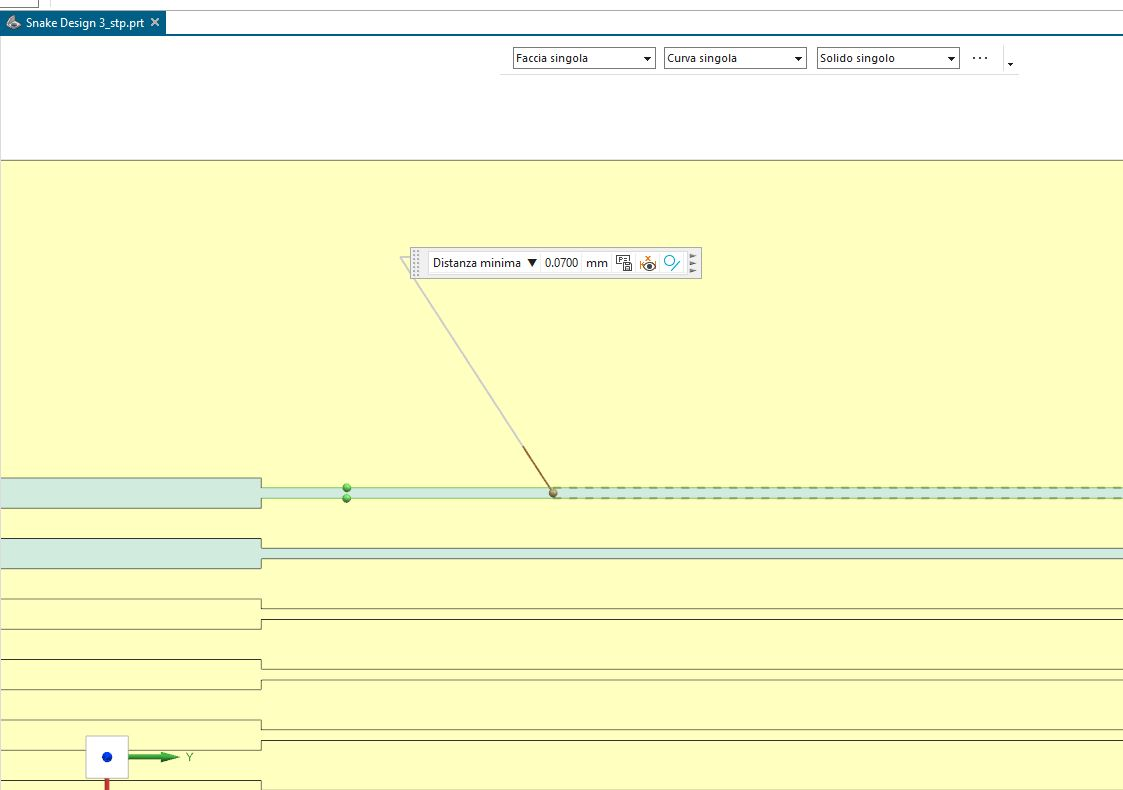 Snake Design 3_stp.prt
Faccia singola Curva singola Solido singolo
Distanza minima 0.0700 mm
Y